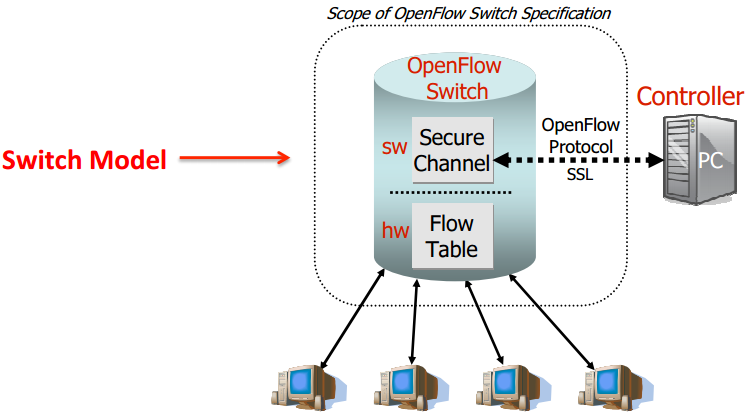 Scope of OpenFlow Switch Specification
OpenFlow
Switch
Controller
Switch Model
sw
Secure
Channel
OpenFlow
Protocol
SSL
PC
hw
Flow
Table